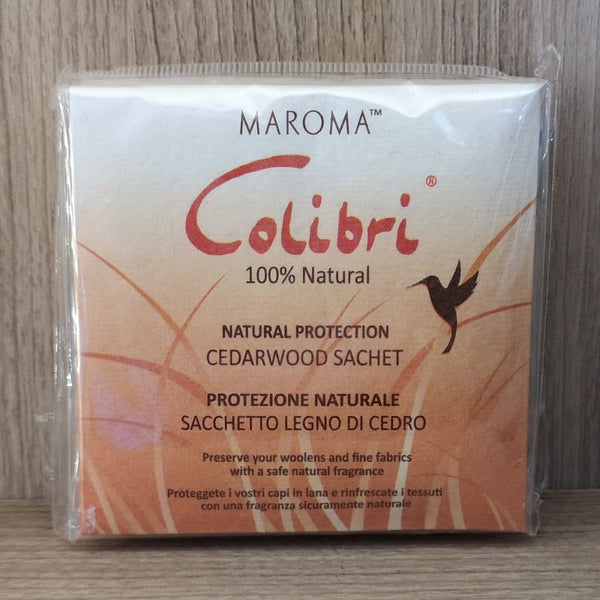 MAROMA™
Colibri®
100% Natural
NATURAL PROTECTION
CEDARWOOD SACHET
PROTEZIONE NATURALE
SACCHETTO LEGNO DI CEDRO
Preserve your woolens and fine fabrics
with a safe natural fragrance
Proteggete i vostri capi in lana e rinfrescate i tessuti
con una fragranza sicuramente naturale